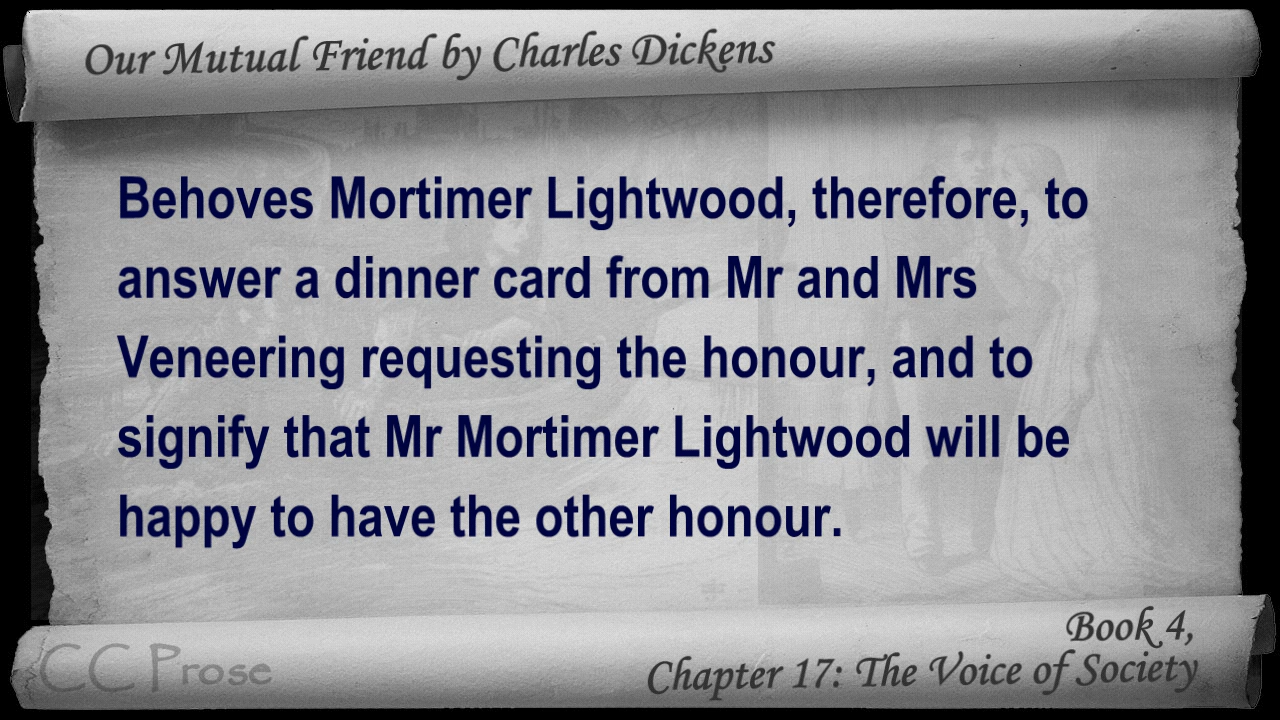 Our Mutual Friend by Charles Dickens
Behoves Mortimer Lightwood, therefore, to
answer a dinner card from Mr and Mrs
Veneering requesting the honour, and to
signify that Mr Mortimer Lightwood will be
happy to have the other honour.
Book 4,
Chapter 17: The Voice of Society
CC Prose